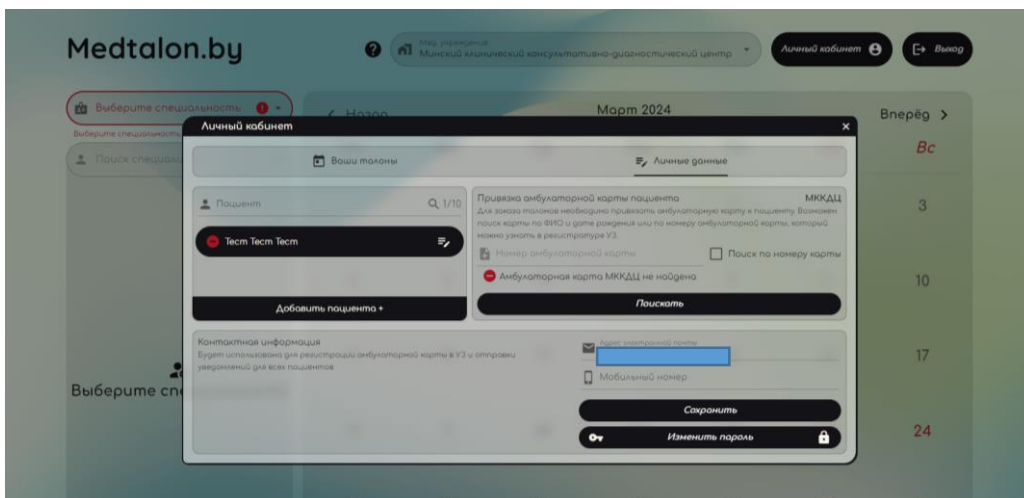 Medtalon.by
Мед. учреждение
Минский клинический консультативно-диагностический центр
Личный кабинет
Выход
Выберите специальность
Март 2024
Вперёд
Назад
Выберите специальность
Личный кабинет
Вс
Поиск специали
Ваши талоны
Личные данные
Пациент
1/10
Привязка амбулаторной карты пациента
МККДЦ
Для заказа талонов необходимо привязать амбулаторную карту к пациенту. Возможен
поиск карты по ФИО и дате рождения или по номеру амбулаторной карты, который
можно узнать в регистратуре УЗ.
3
Тест Тест Тест
Номер амбулаторной карты
Поиск по номеру карты
Амбулаторная карта МККДЦ не найдена
10
Добавить пациента +
Поискать
Контактная информация
Будет использована для регистрации амбулаторной карты в УЗ и отправки
уведомлений для всех пациентов
Адрес электронной почты
17
Мобильный номер
Выберите спе
Сохранить
24
Изменить пароль